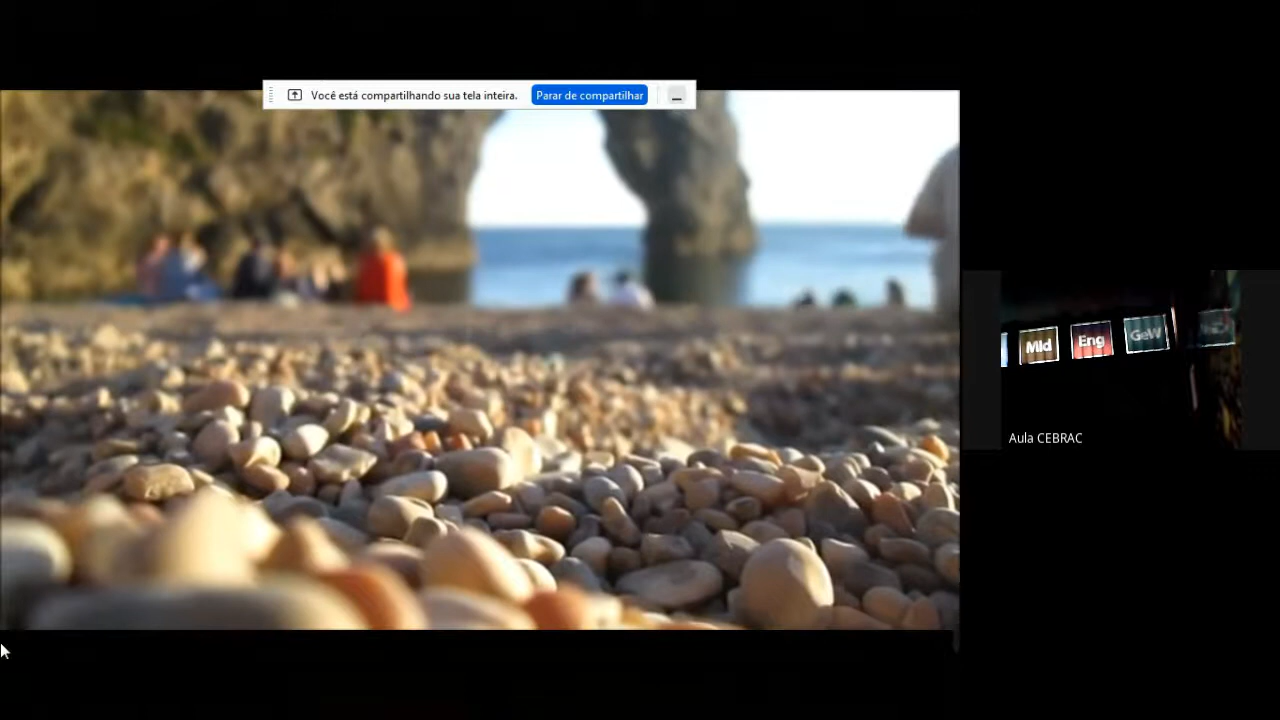 Você está compartilhando sua tela inteira. Parar de compartilhar
Mld Eng GeW
Aula CEBRAC